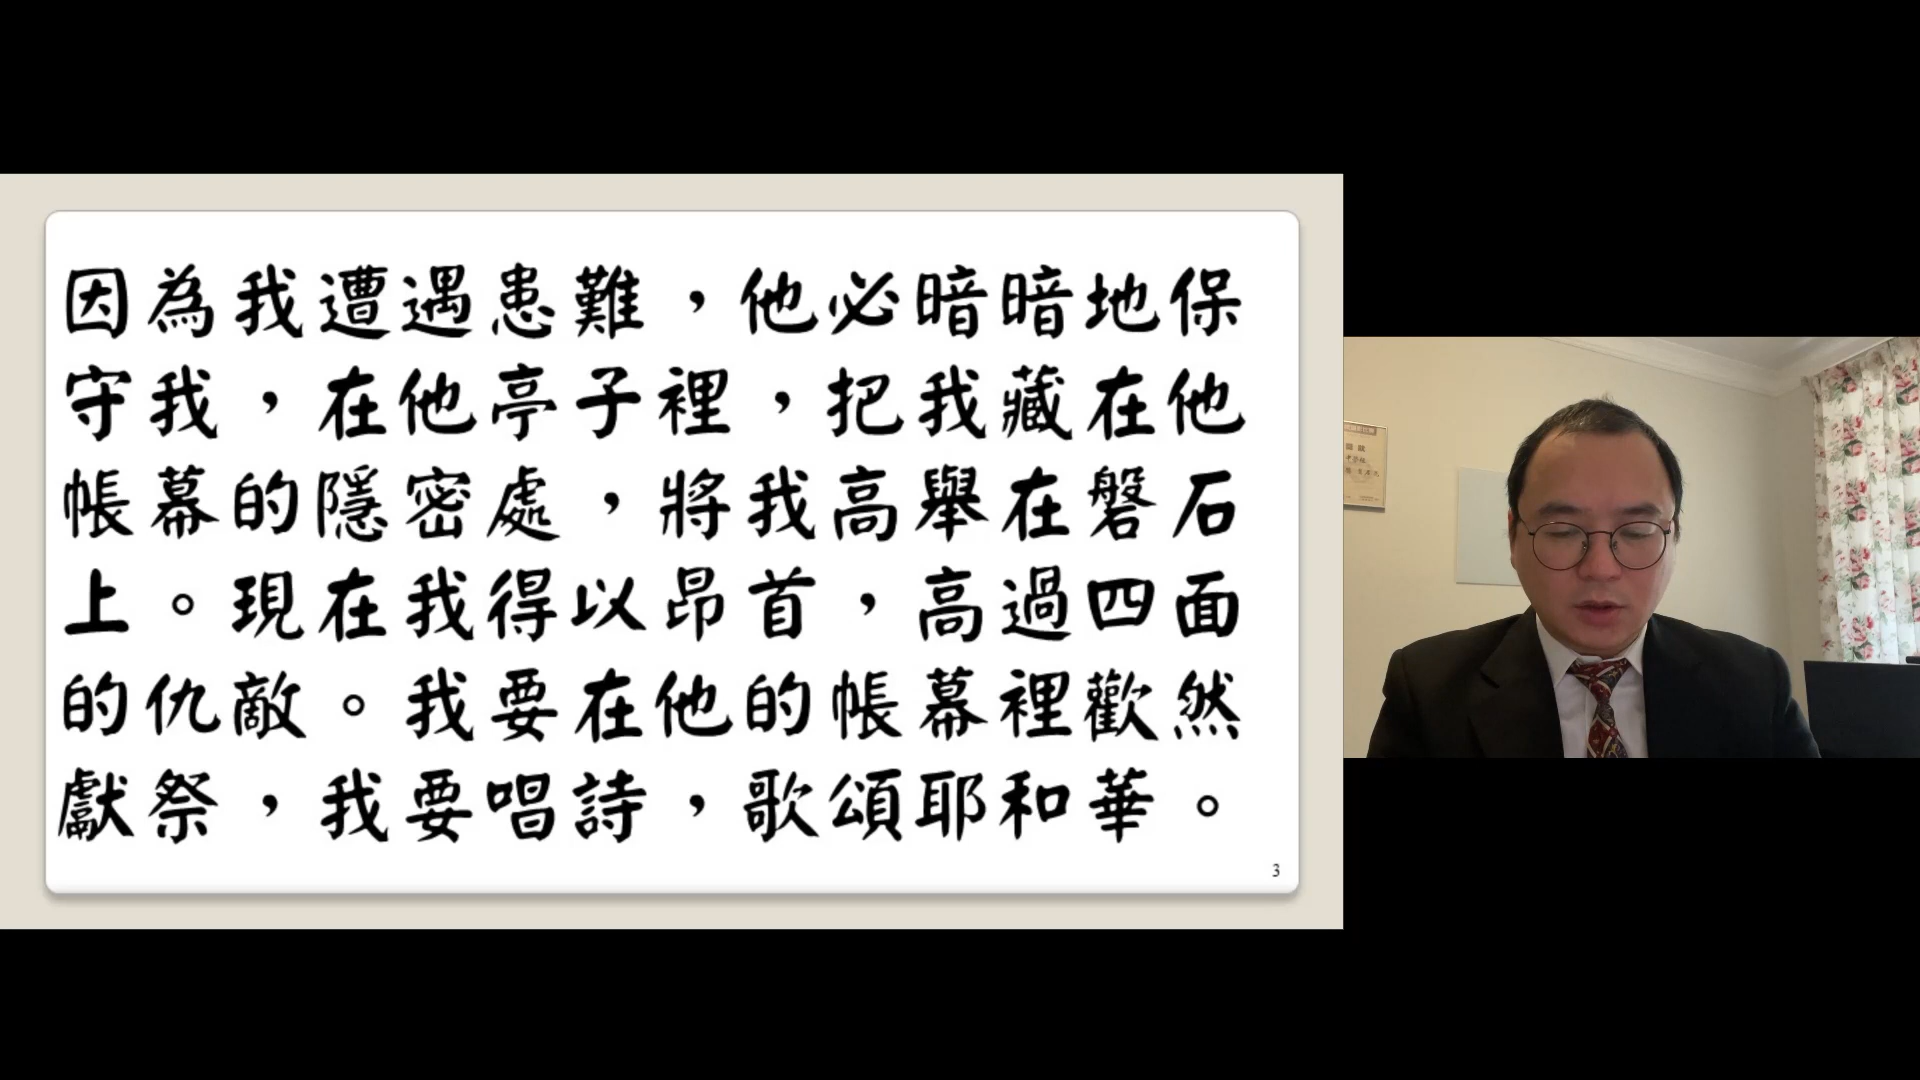 因為我遭遇患難，他必暗暗地保
守我，在他亭子裡，把我藏在他
帳幕的隱密處，將我高舉在磐石
上。現在我得以昂首，高過四面
的仇敵。我要在他的帳幕裡歡然
獻祭，我要唱詩，歌頌耶和華。
3